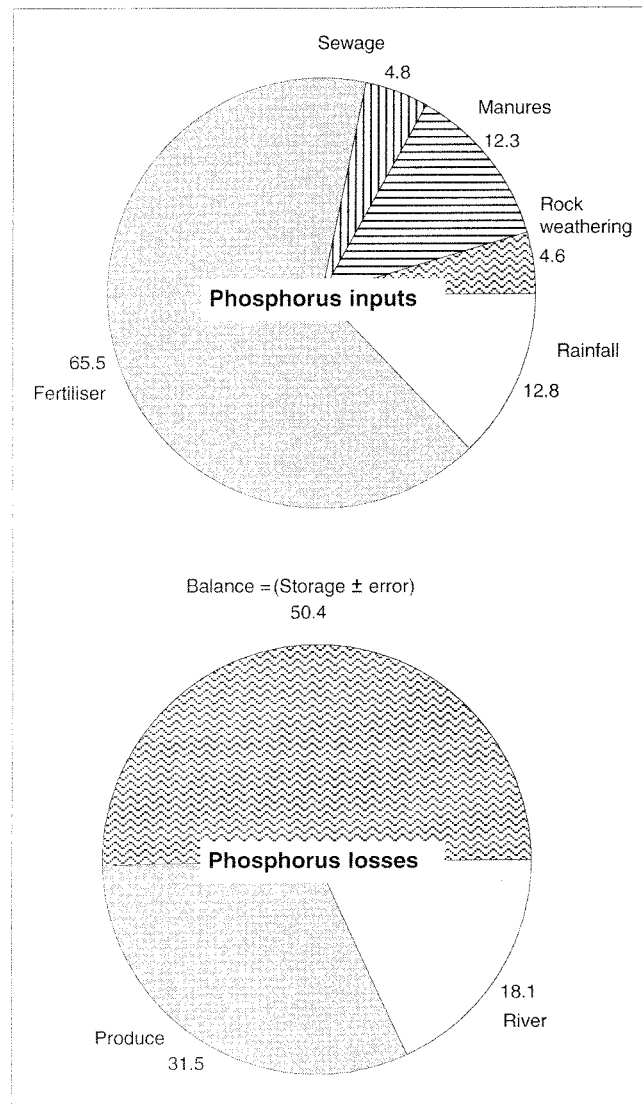 Sewage
4.8
Manures
12.3
Rock
weathering
4.6
Phosphorus inputs
Rainfall
12.8
65.5
Fertiliser
Balance =(Storage ± error)
50.4
Phosphorus losses
18.1
River
Produce
31.5